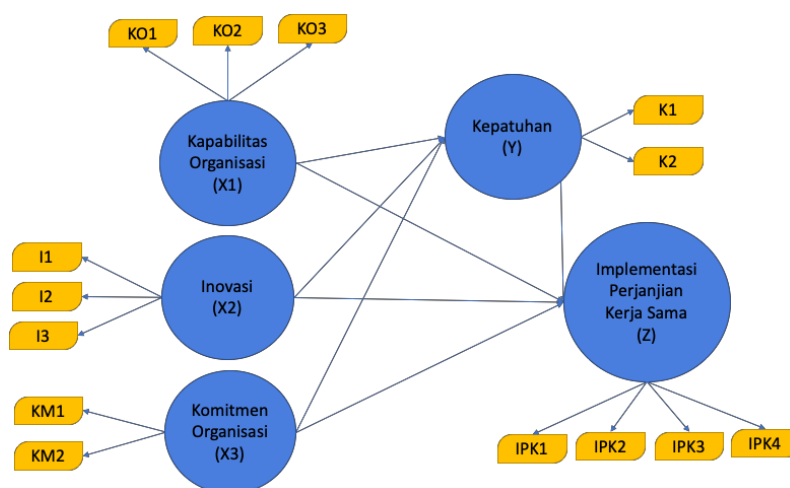 KO1
KO2
KO3
Kapabilitas
Organisasi
(X1)
Kepatuhan
(Y)
K1
K2
I1
I2
I3
Inovasi
(X2)
Implementasi
Perjanjian
Kerja Sama
(Z)
KM1
KM2
Komitmen
Organisasi
(X3)
IPK1
IPK2
IPK3
IPK4